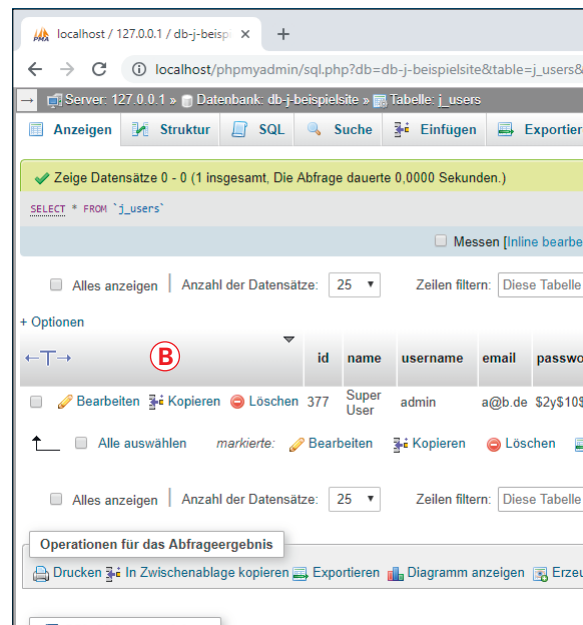 localhost / 127.0.0.1 / db-j-beisp × +
localhost/phpmyadmin/sql.php?db=db-j-beispielsite&table=j_users&
Server: 127.0.0.1 » Datenbank: db-j-beispielsite » Tabelle: j_users
Anzeigen Struktur SQL Suche Einfügen Exportier
Zeige Datensätze 0 - 0 (1 insgesamt, Die Abfrage dauerte 0,0000 Sekunden.)
SELECT * FROM `j_users`
Messen [Inline bearbe
Alles anzeigen | Anzahl der Datensätze: 25 Zeilen filtern: Diese Tabelle
+ Optionen
←T→ B id name username email passwo
Bearbeiten Kopieren Löschen 377 Super User admin a@b.de $2y$10$
Alle auswählen markierte: Bearbeiten Kopieren Löschen
Alles anzeigen | Anzahl der Datensätze: 25 Zeilen filtern: Diese Tabelle
Operationen für das Abfrageergebnis
Drucken In Zwischenablage kopieren Exportieren Diagramm anzeigen Erzeu